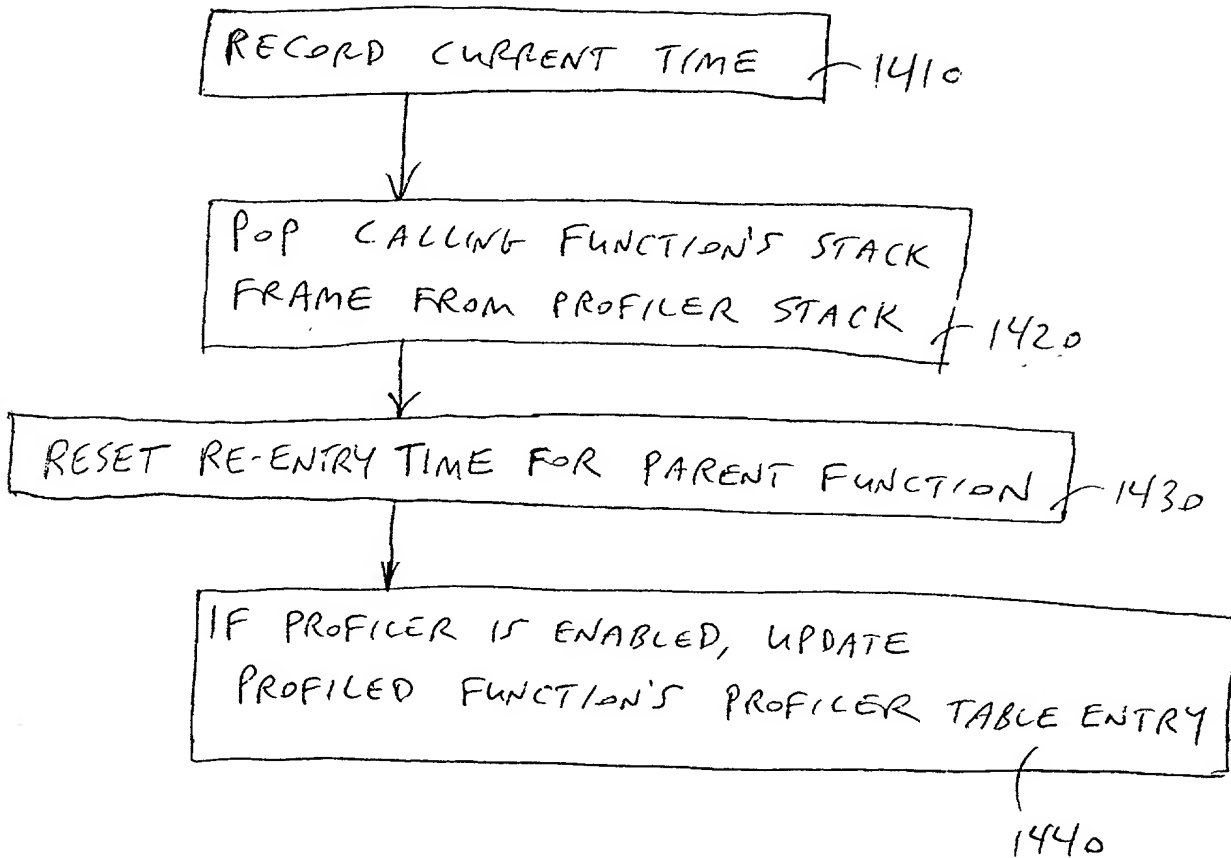 RECORD CURRENT TIME 1410
POP CALLING FUNCTION'S STACK
FRAME FROM PROFILER STACK 1420
RESET RE-ENTRY TIME FOR PARENT FUNCTION 1430
IF PROFILER IS ENABLED, UPDATE
PROFILED FUNCTION'S PROFILER TABLE ENTRY
1440